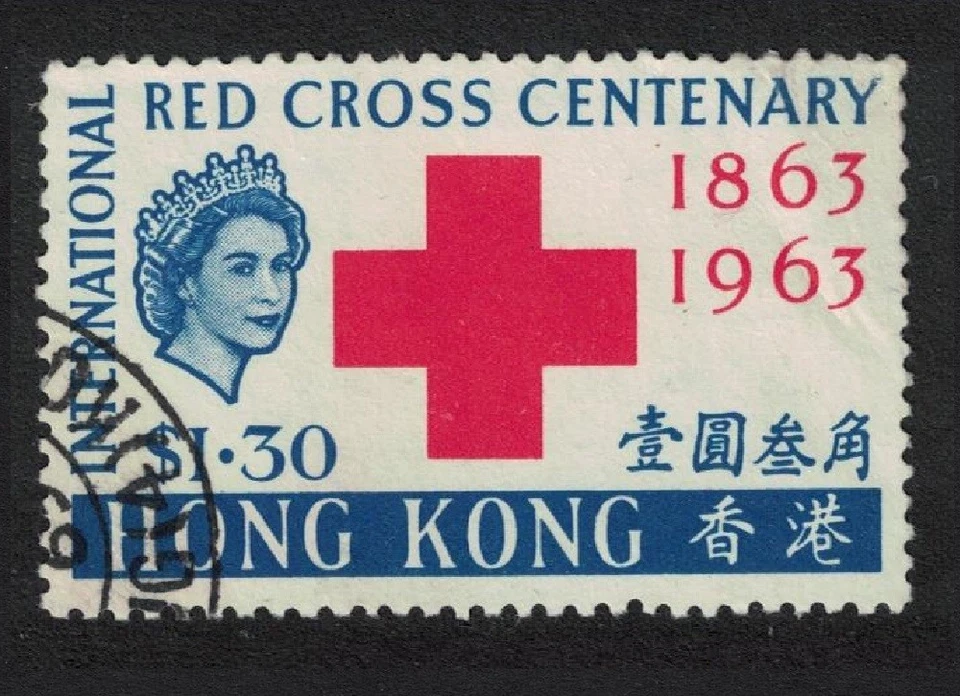 INTERNATIONAL
RED CROSS CENTENARY
1863
1963
$1·30
壹圓叁角
HONG KONG 香港